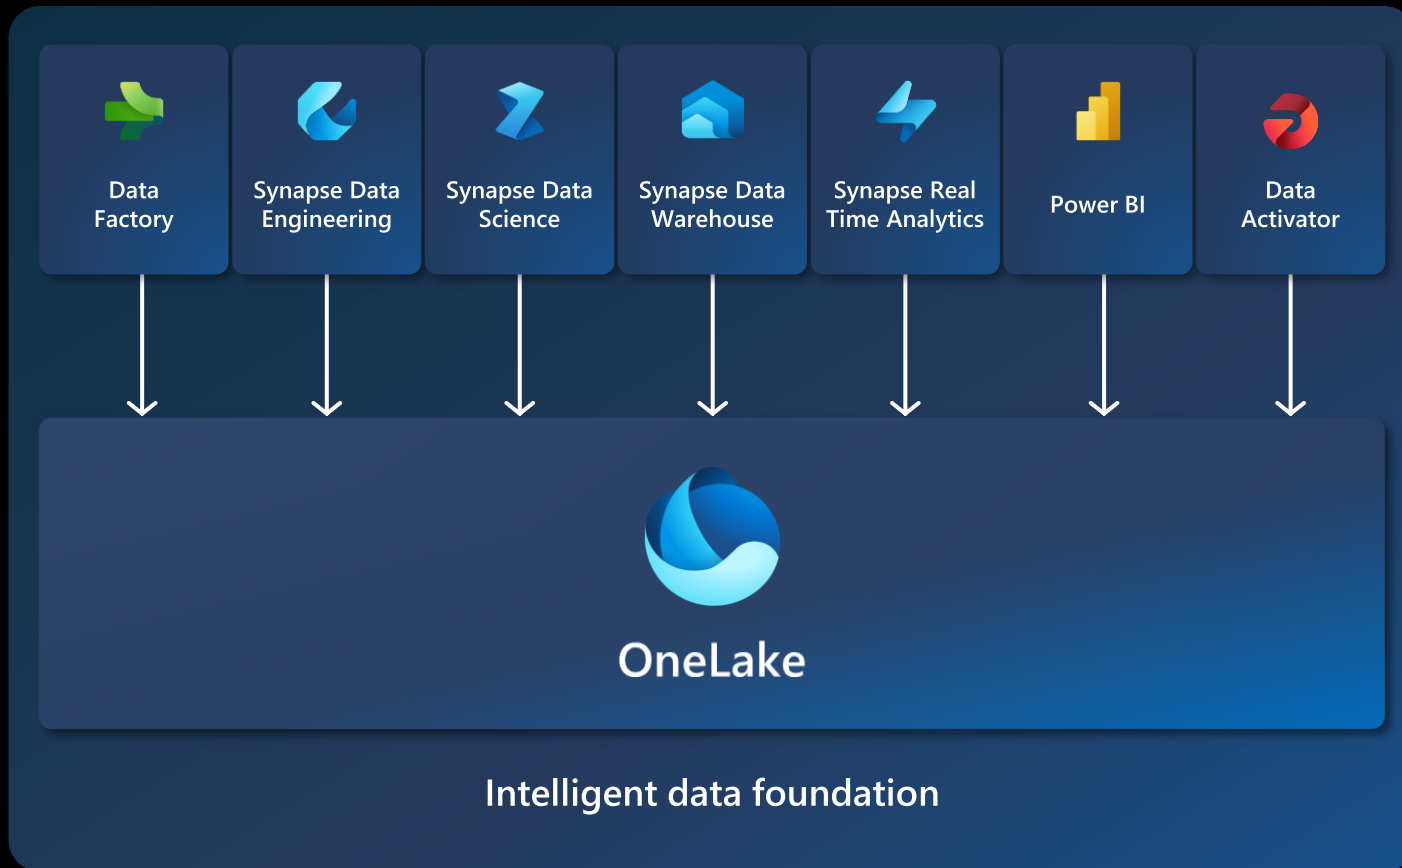 Data
Factory
Synapse Data
Engineering
Synapse Data
Science
Synapse Data
Warehouse
Synapse Real
Time Analytics
Power BI
Data
Activator
OneLake
Intelligent data foundation